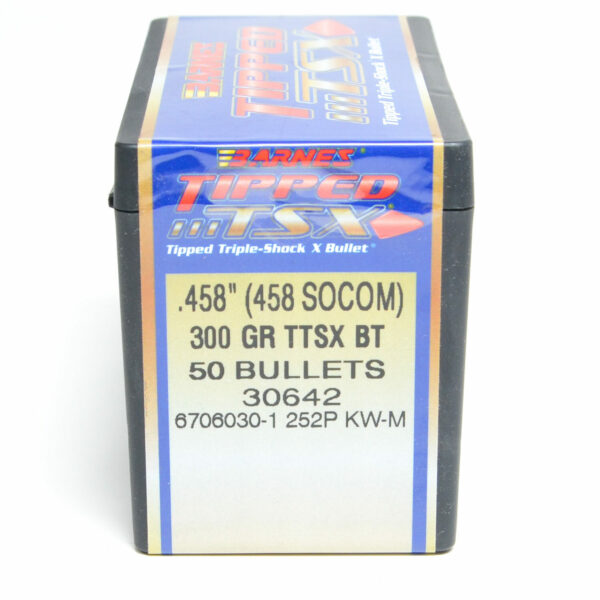 BARNES
TIPPED
TSX
Tipped Triple-Shock X Bullet
BARNES
TIPPED
TSX
Tipped Triple-Shock X Bullet®
.458" (458 SOCOM)
300 GR TTSX BT
50 BULLETS
30642
6706030-1 252P KW-M